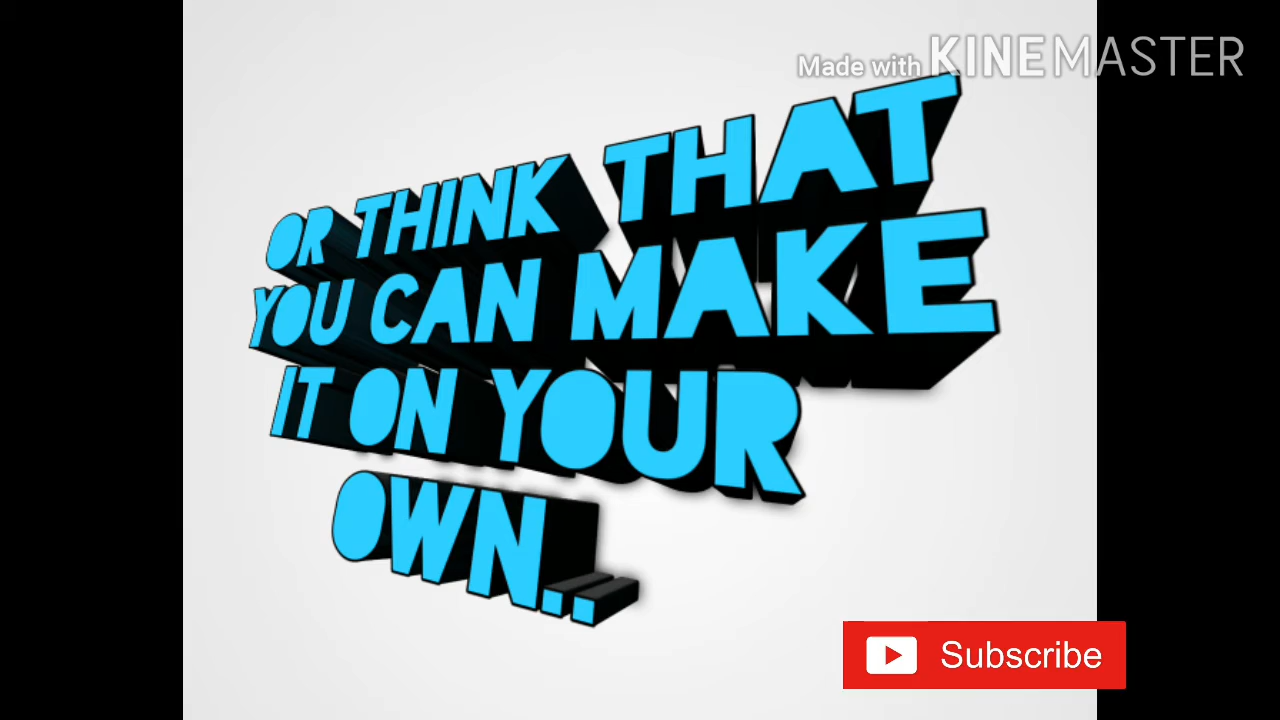 Made with KINEMASTER
OR THINK THAT
YOU CAN MAKE
IT ON YOUR
OWN..
Subscribe